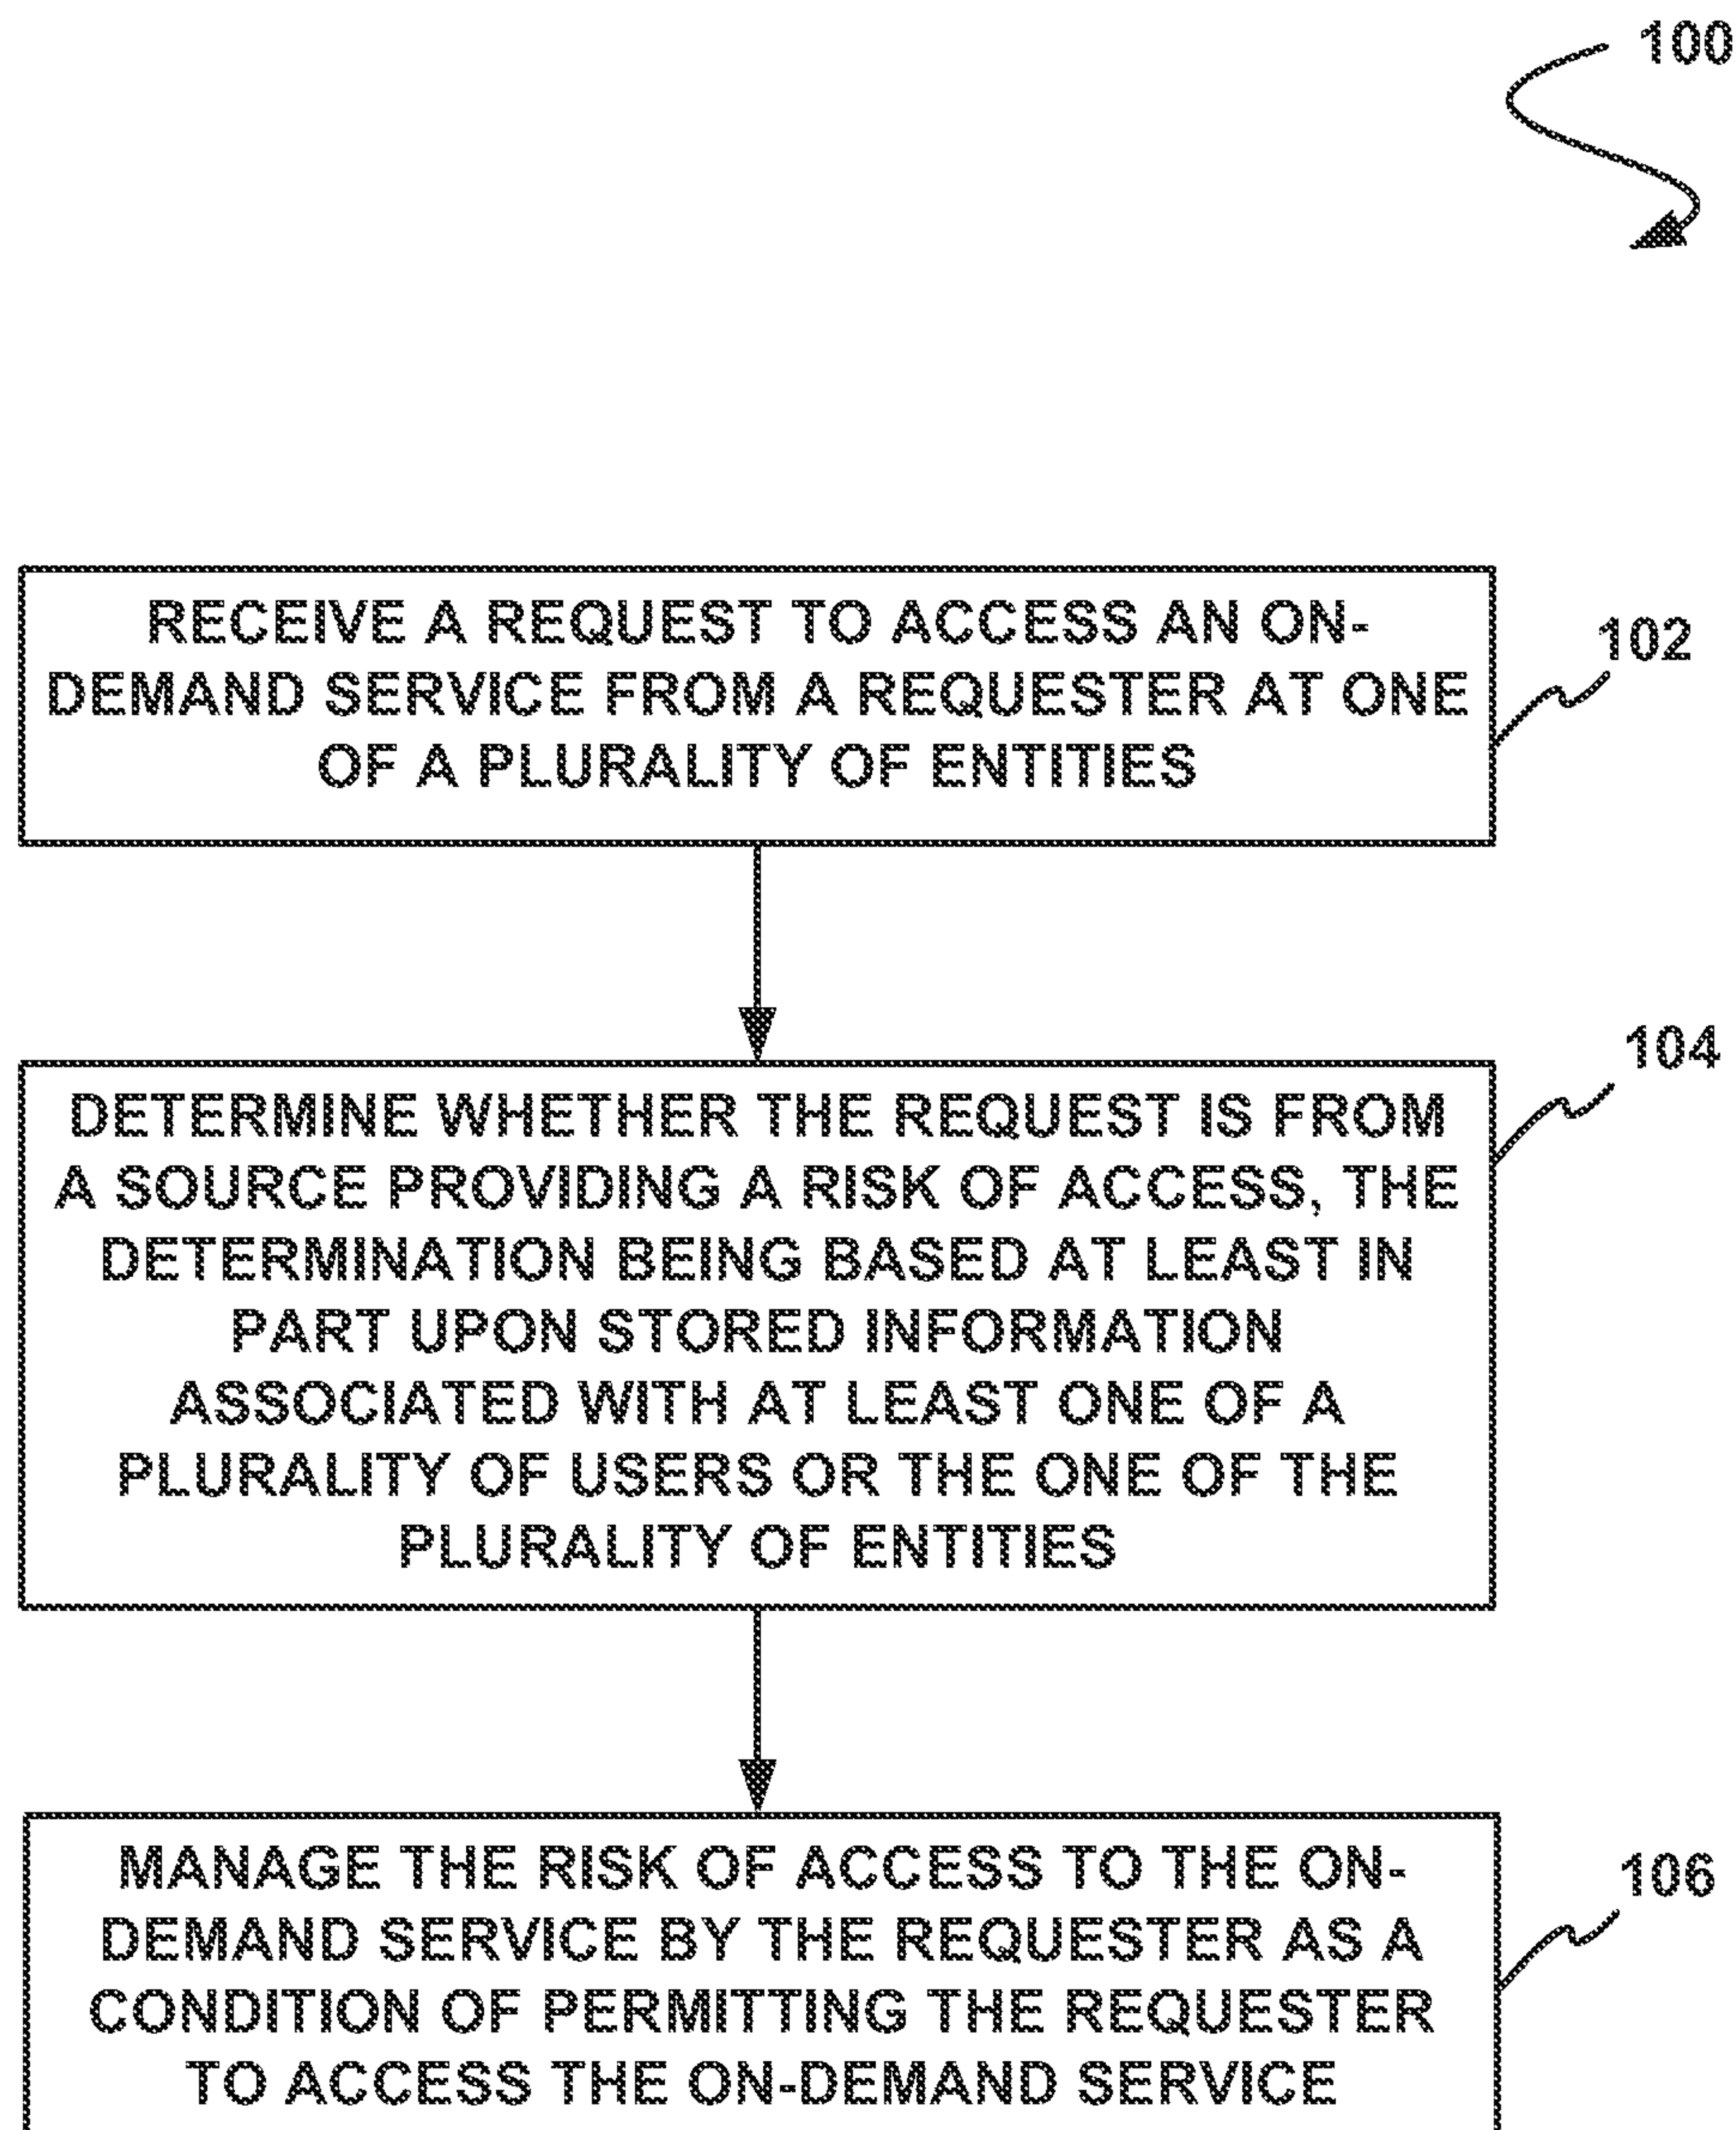 100
RECEIVE A REQUEST TO ACCESS AN ON-
DEMAND SERVICE FROM A REQUESTER AT ONE
OF A PLURALITY OF ENTITIES
102
DETERMINE WHETHER THE REQUEST IS FROM
A SOURCE PROVIDING A RISK OF ACCESS, THE
DETERMINATION BEING BASED AT LEAST IN
PART UPON STORED INFORMATION
ASSOCIATED WITH AT LEAST ONE OF A
PLURALITY OF USERS OR THE ONE OF THE
PLURALITY OF ENTITIES
104
MANAGE THE RISK OF ACCESS TO THE ON-
DEMAND SERVICE BY THE REQUESTER AS A
CONDITION OF PERMITTING THE REQUESTER
TO ACCESS THE ON-DEMAND SERVICE
106